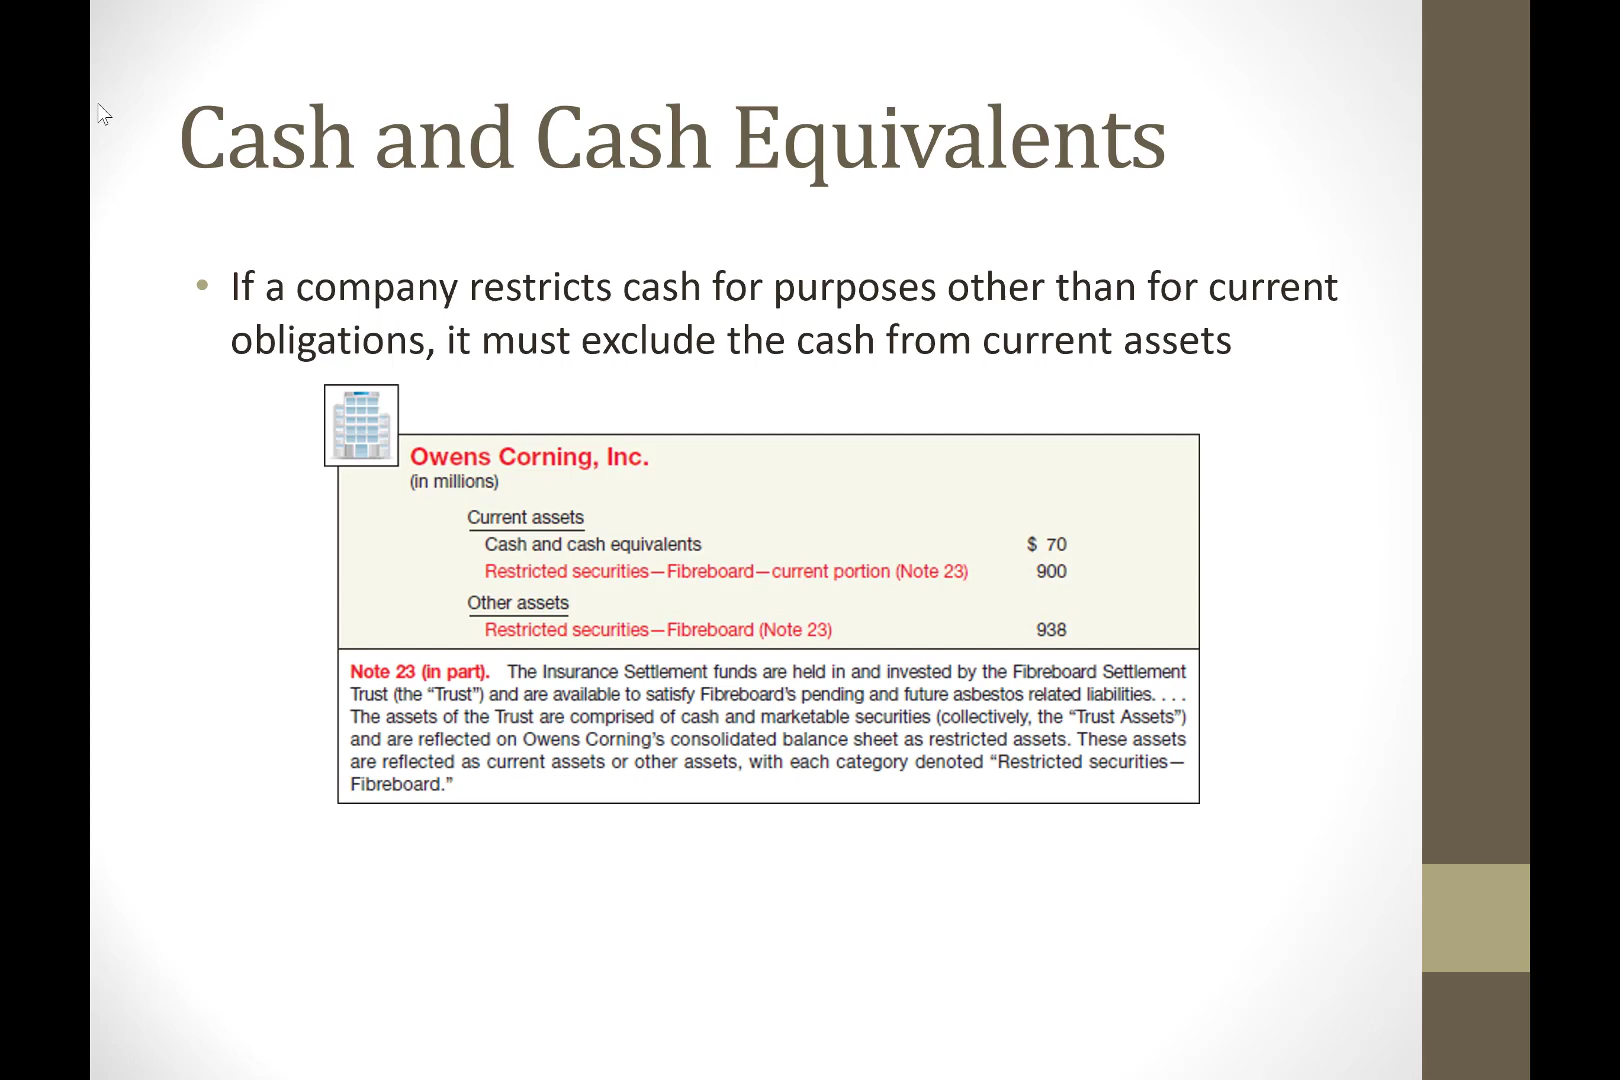 Cash and Cash Equivalents
• If a company restricts cash for purposes other than for current
obligations, it must exclude the cash from current assets
Owens Corning, Inc.
(in millions)
Current assets
Cash and cash equivalents $ 70
Restricted securities—Fibreboard—current portion (Note 23) 900
Other assets
Restricted securities—Fibreboard (Note 23) 938
Note 23 (in part). The Insurance Settlement funds are held in and invested by the Fibreboard Settlement
Trust (the “Trust”) and are available to satisfy Fibreboard’s pending and future asbestos related liabilities. . . .
The assets of the Trust are comprised of cash and marketable securities (collectively, the “Trust Assets”)
and are reflected on Owens Corning’s consolidated balance sheet as restricted assets. These assets
are reflected as current assets or other assets, with each category denoted “Restricted securities—
Fibreboard.”